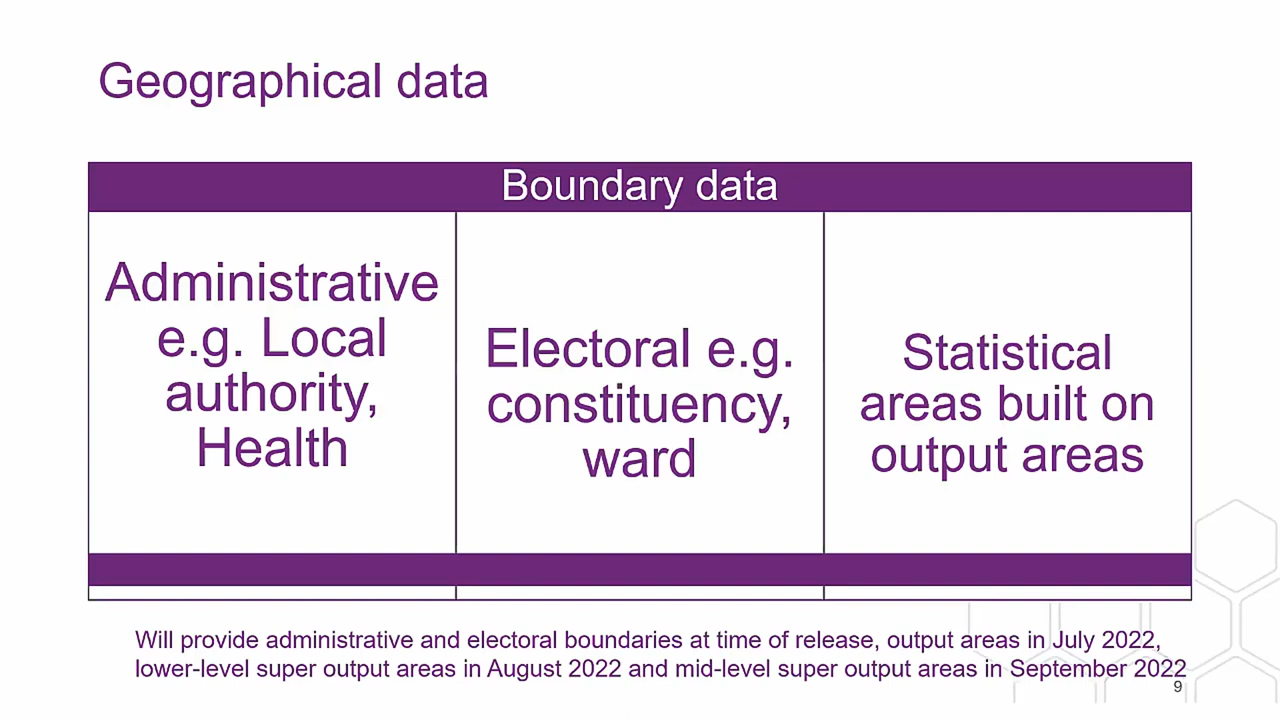 Geographical data
Boundary data
Administrative
e.g. Local
authority,
Health
Electoral e.g.
constituency,
ward
Statistical
areas built on
output areas
Will provide administrative and electoral boundaries at time of release, output areas in July 2022,
lower-level super output areas in August 2022 and mid-level super output areas in September 2022
9